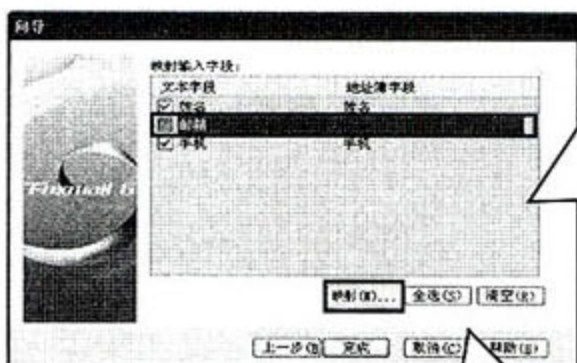 向导
映射输入字段:
文本字段 地址簿字段
姓名 姓名
邮箱
手机 手机
Foxmail 6
映射(M)... 全选(S) 清空(R)
上一步(B) 完成 取消(C) 帮助(H)